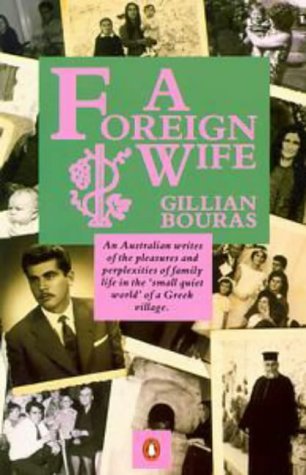 A
FOREIGN
WIFE
GILLIAN
BOURAS
An Australian writes
of the pleasures and
perplexities of family
life in the 'small quiet
world' of a Greek
village.